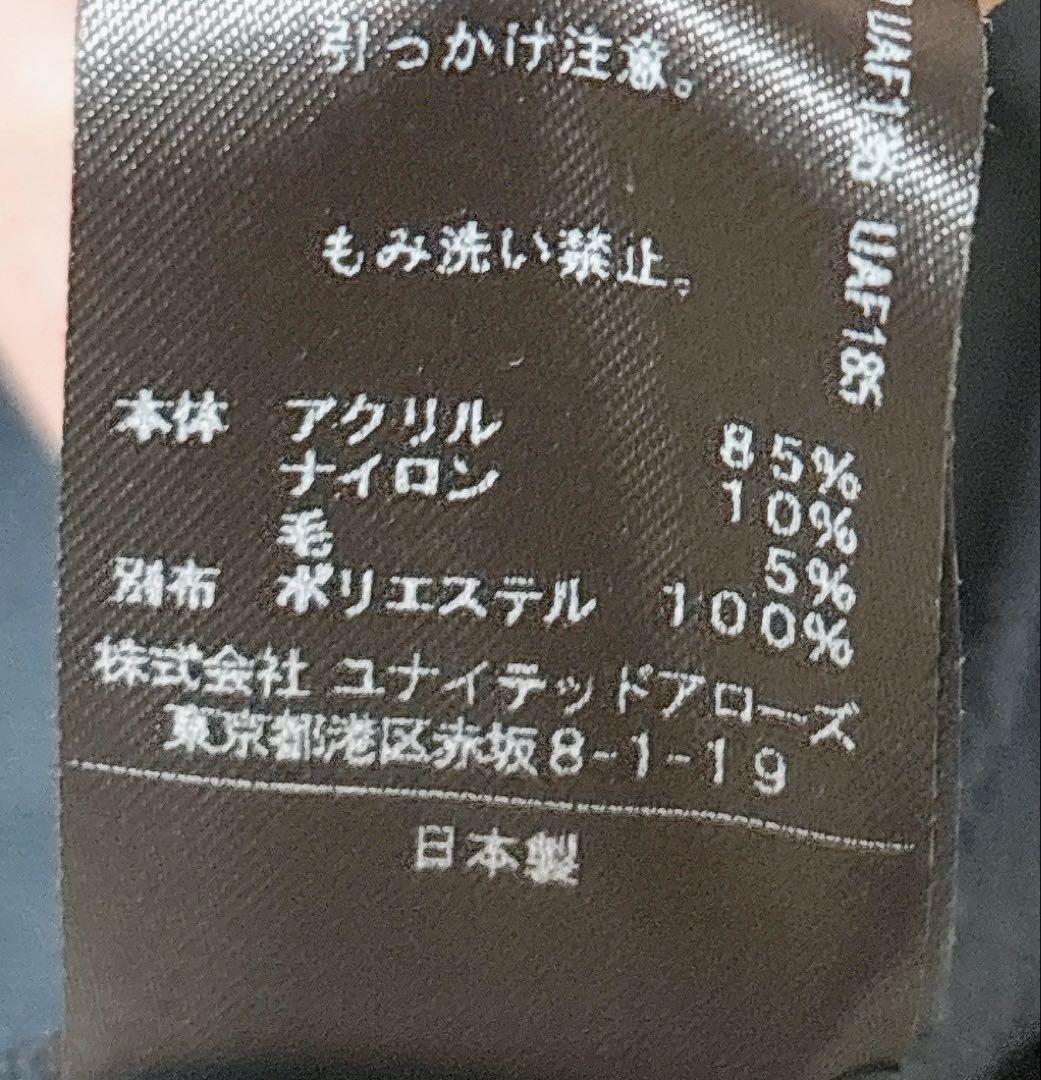 引っかけ注意。
もみ洗い禁止。
本体 アクリル 85%
ナイロン 10%
毛 5%
別布 ポリエステル 100%
株式会社 ユナイテッドアローズ
東京都港区赤坂8-1-19
日本製
UAF185 UAF185